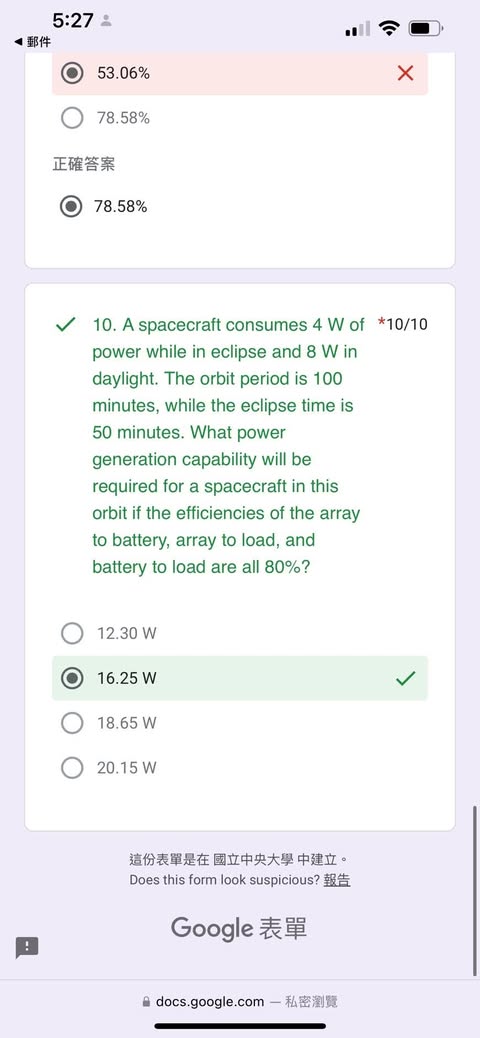 5:27
◀ 郵件
53.06%
78.58%
正確答案
78.58%
10. A spacecraft consumes 4 W of *10/10
power while in eclipse and 8 W in
daylight. The orbit period is 100
minutes, while the eclipse time is
50 minutes. What power
generation capability will be
required for a spacecraft in this
orbit if the efficiencies of the array
to battery, array to load, and
battery to load are all 80%?
12.30 W
16.25 W
18.65 W
20.15 W
這份表單是在 國立中央大學 中建立。
Does this form look suspicious? 報告
Google 表單
docs.google.com — 私密瀏覽